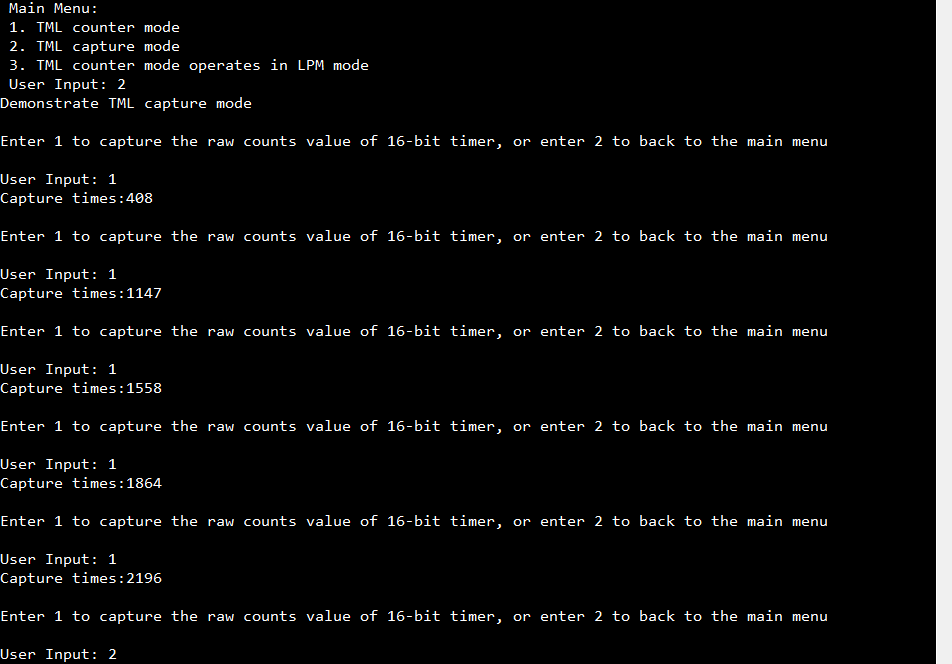 Main Menu:
1. TML counter mode
2. TML capture mode
3. TML counter mode operates in LPM mode
User Input: 2
Demonstrate TML capture mode
Enter 1 to capture the raw counts value of 16-bit timer, or enter 2 to back to the main menu
User Input: 1
Capture times:408
Enter 1 to capture the raw counts value of 16-bit timer, or enter 2 to back to the main menu
User Input: 1
Capture times:1147
Enter 1 to capture the raw counts value of 16-bit timer, or enter 2 to back to the main menu
User Input: 1
Capture times:1558
Enter 1 to capture the raw counts value of 16-bit timer, or enter 2 to back to the main menu
User Input: 1
Capture times:1864
Enter 1 to capture the raw counts value of 16-bit timer, or enter 2 to back to the main menu
User Input: 1
Capture times:2196
Enter 1 to capture the raw counts value of 16-bit timer, or enter 2 to back to the main menu
User Input: 2